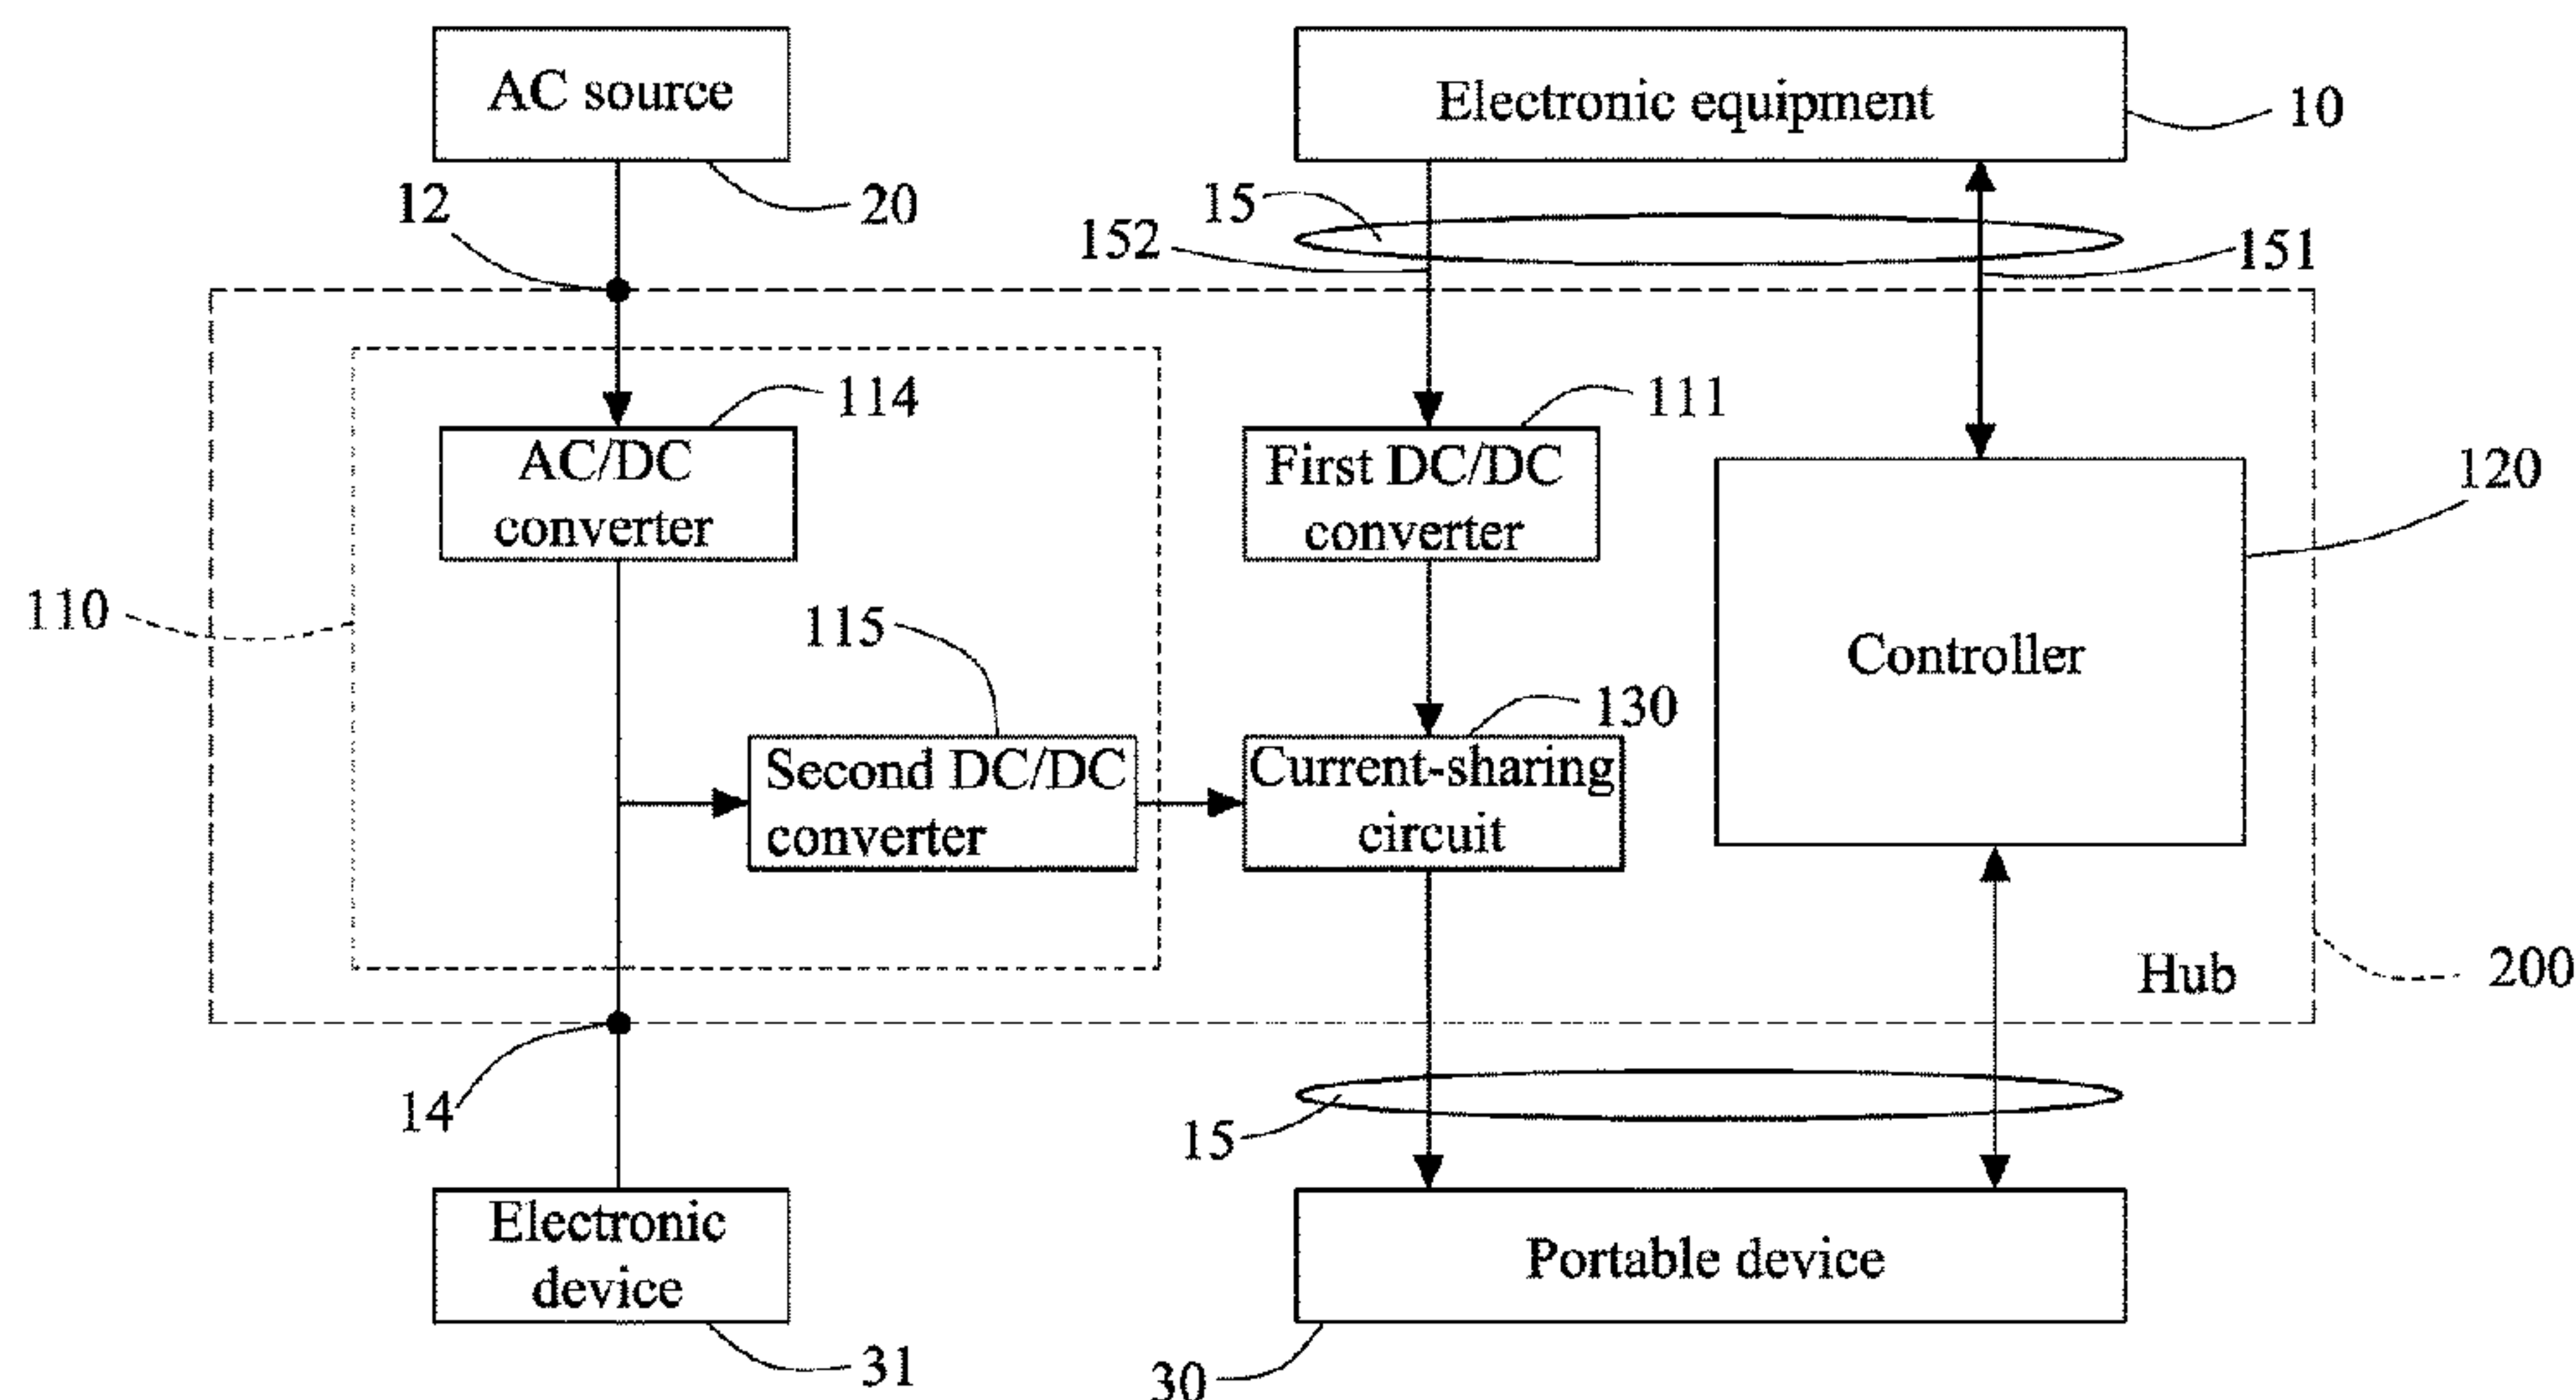 AC source
Electronic equipment
10
12
20
15
152
151
114
111
AC/DC
converter
First DC/DC
converter
120
110
115
130
Controller
Second DC/DC
converter
Current-sharing
circuit
Hub
200
14
15
Electronic
device
Portable device
31
30